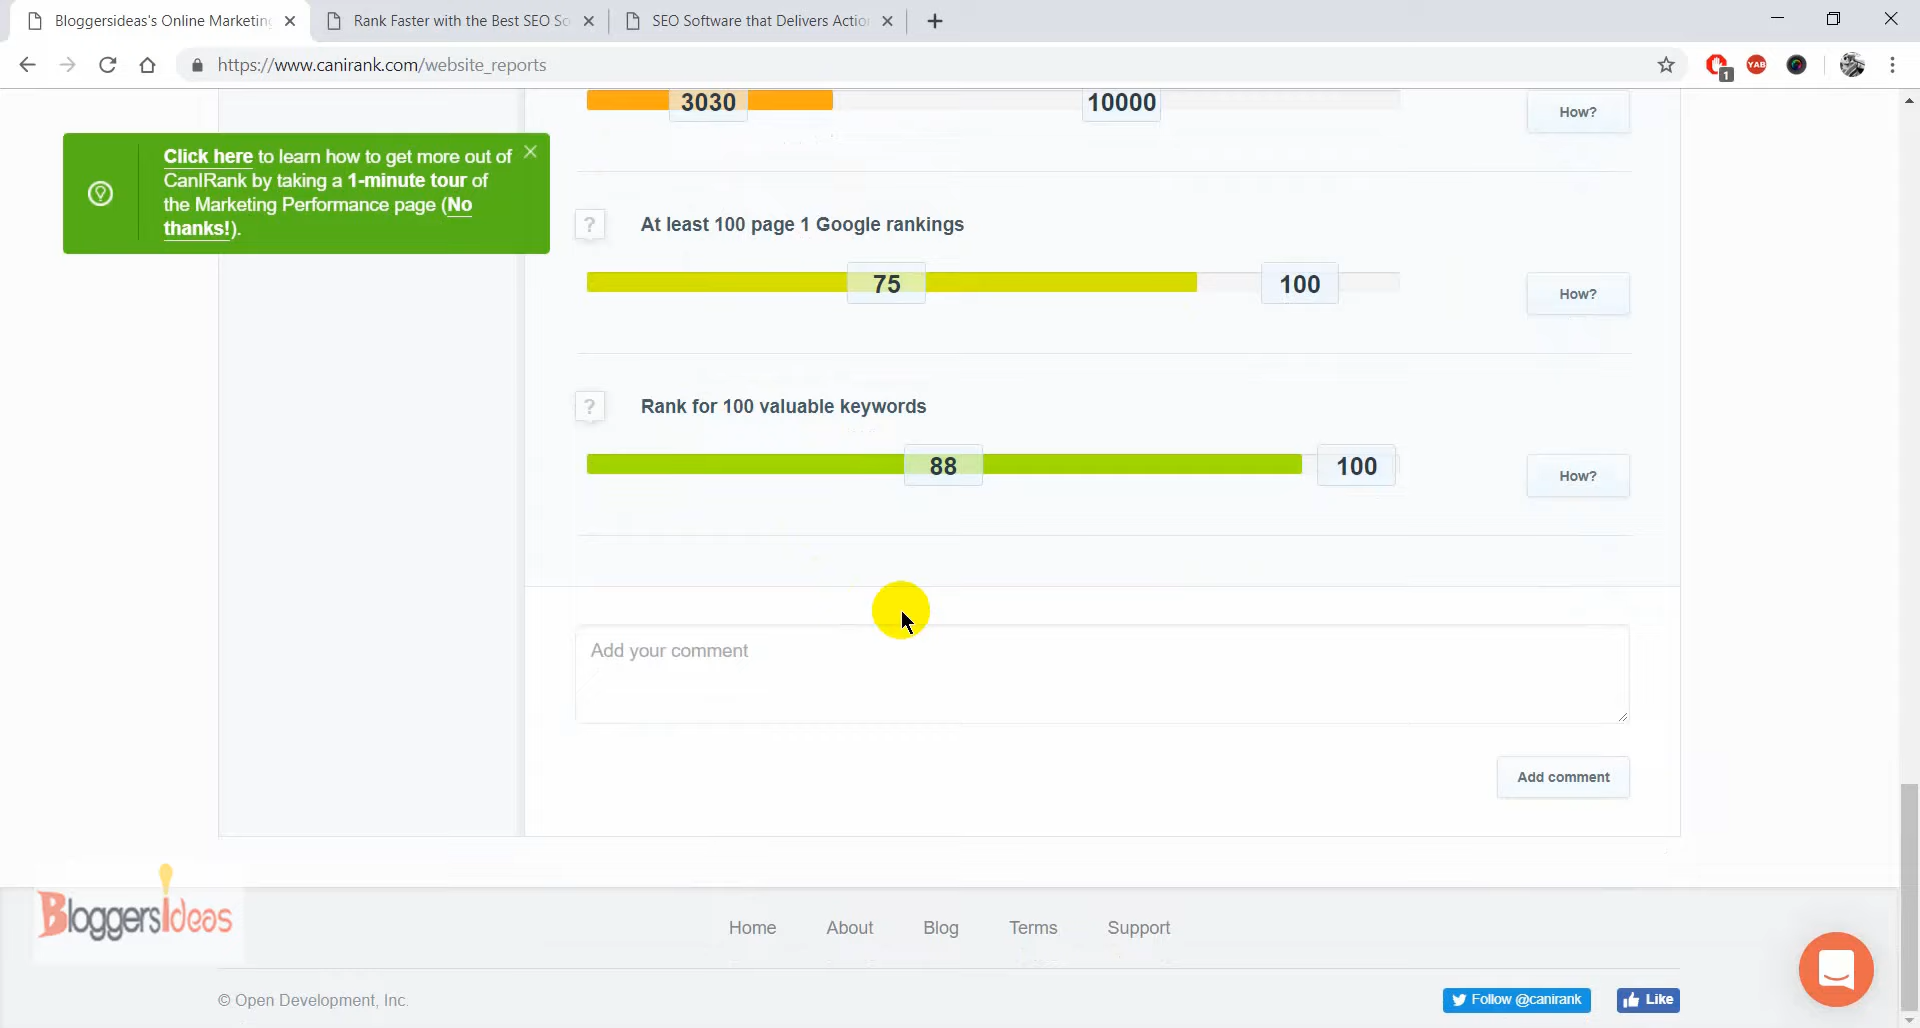 Bloggersideas's Online Marketing
Rank Faster with the Best SEO So
SEO Software that Delivers Action
https://www.canirank.com/website_reports
1
YAB
3030
10000
How?
Click here to learn how to get more out of
CanIRank by taking a 1-minute tour of
the Marketing Performance page (No
thanks!).
?
At least 100 page 1 Google rankings
75
100
How?
?
Rank for 100 valuable keywords
88
100
How?
Add your comment
Add comment
BloggersIdeas
Home
About
Blog
Terms
Support
© Open Development, Inc.
Follow @canirank
Like